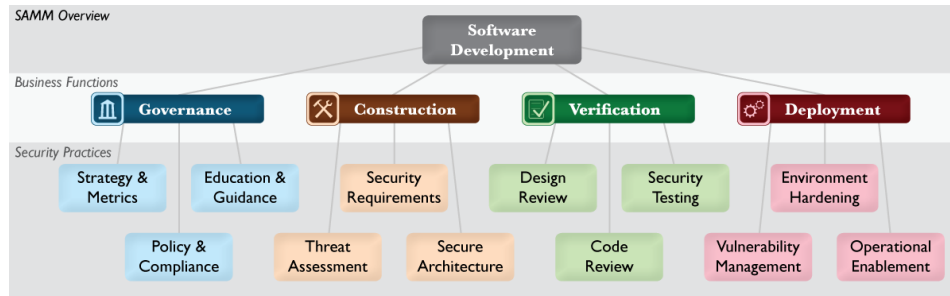 SAMM Overview
Software
Development
Business Functions
Governance
Construction
Verification
Deployment
Security Practices
Strategy &
Metrics
Education &
Guidance
Security
Requirements
Design
Review
Security
Testing
Environment
Hardening
Policy &
Compliance
Threat
Assessment
Secure
Architecture
Code
Review
Vulnerability
Management
Operational
Enablement